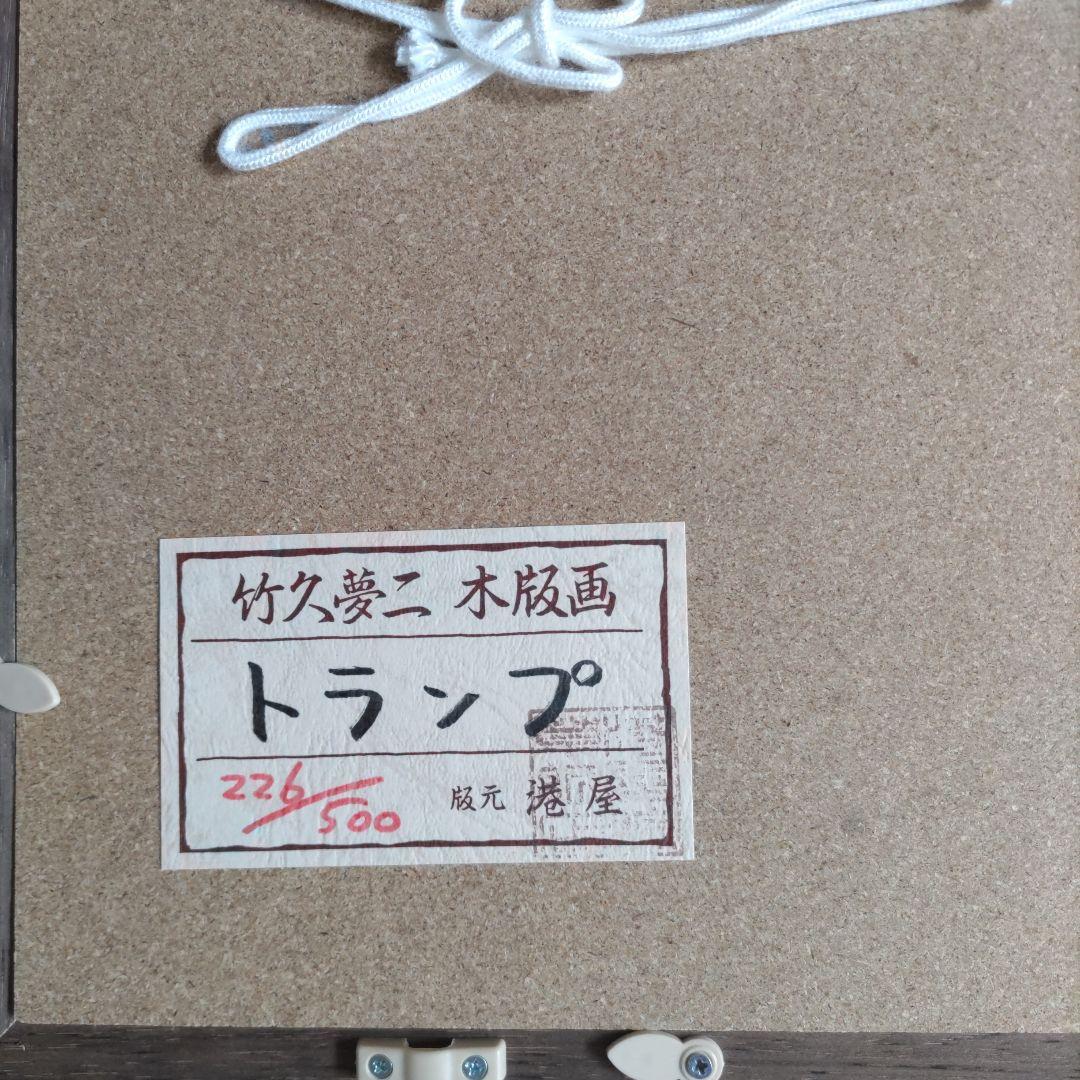 竹久夢二 木版画
トランプ
226/500 版元 港屋